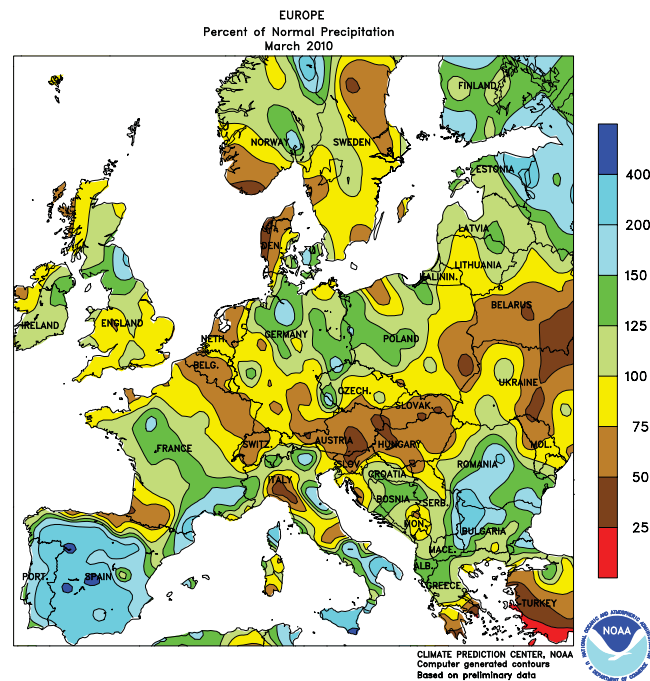 EUROPE
Percent of Normal Precipitation
March 2010
FINLAND
NORWAY
SWEDEN
ESTONIA
LATVIA
DEN.
LITHUANIA
KALININ.
BELARUS
IRELAND
ENGLAND
NETH.
GERMANY
POLAND
BELG.
CZECH.
UKRAINE
SLOVAK.
FRANCE
SWITZ.
AUSTRIA
HUNGARY
MOL.
SLOV.
ROMANIA
CROATIA
ITALY
BOSNIA
SERB.
MON.
BULGARIA
MACE.
ALB.
PORT.
SPAIN
GREECE
TURKEY
400
200
150
125
100
75
50
25
CLIMATE PREDICTION CENTER, NOAA
Computer generated contours
Based on preliminary data
NOAA